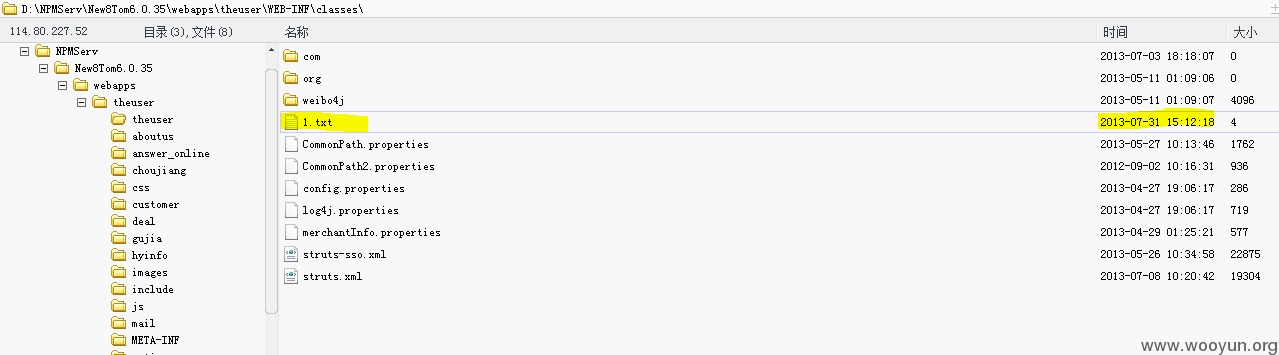 D:\NPMServ\New8Tom6.0.35\webapps\theuser\WEB-INF\classes\
114.80.227.52 目录(3),文件(8) 名称 时间 大小
NPMServ
New8Tom6.0.35
webapps
theuser
theuser
aboutus
answer_online
choujiang
css
customer
deal
gujia
hyinfo
images
include
js
mail
META-INF
com 2013-07-03 18:18:07 0
org 2013-05-11 01:09:06 0
weibo4j 2013-05-11 01:09:07 4096
1.txt 2013-07-31 15:12:18 4
CommonPath.properties 2013-05-27 10:13:46 1762
CommonPath2.properties 2012-09-02 10:16:31 936
config.properties 2013-04-27 19:06:17 286
log4j.properties 2013-04-27 19:06:17 719
merchantInfo.properties 2013-04-29 01:25:21 577
struts-sso.xml 2013-05-26 10:34:58 22875
struts.xml 2013-07-08 10:20:42 19304
www.wooyun.org